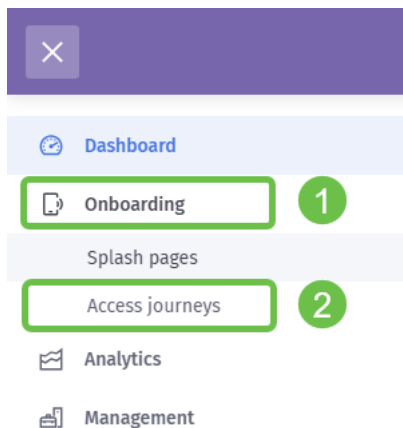 Dashboard
Onboarding
1
Splash pages
Access journeys
2
Analytics
Management